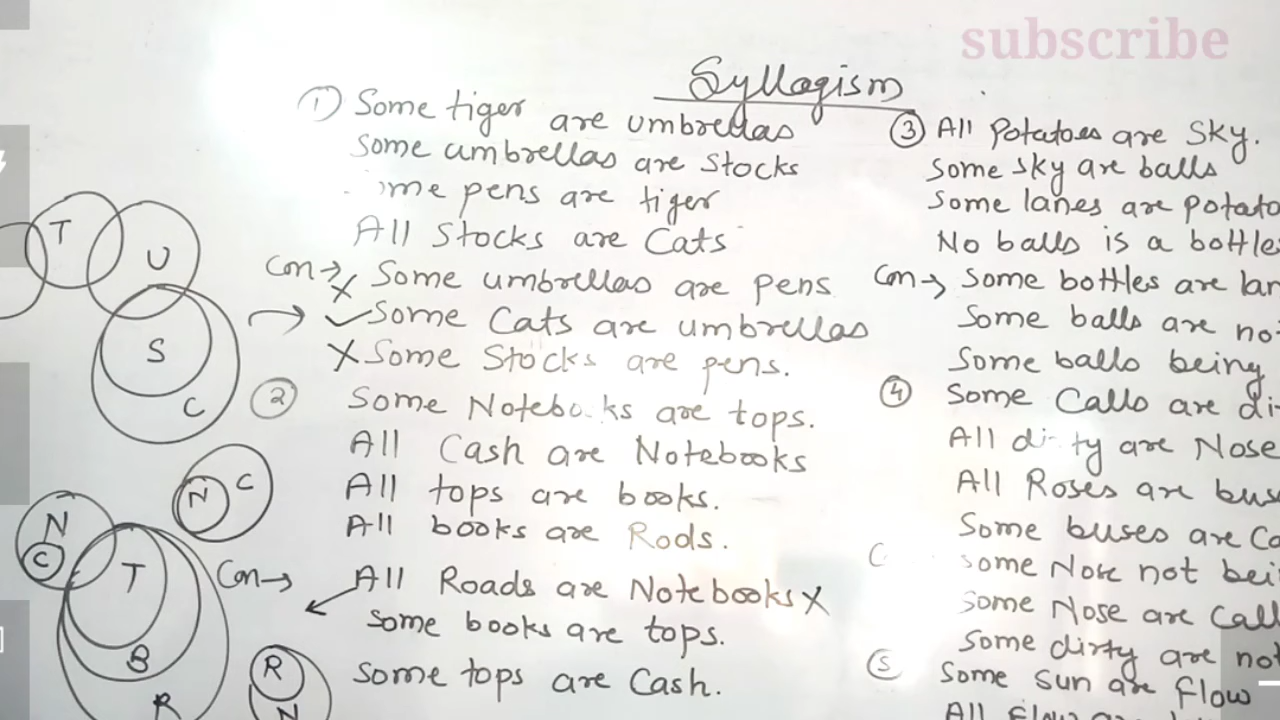 subscribe
Syllogism
① Some tiger are umbrellas
Some umbrellas are Stocks
me pens are tiger
All Stocks are Cats
Con→ X Some umbrellas are pens
✓ Some Cats are umbrellas
X Some Stocks are pens.
② Some Notebooks are tops.
All Cash are Notebooks
All tops are books.
All books are Rods.
Con→ All Roads are Notebooks X
Some books are tops.
Some tops are Cash.
③ All Potatoes are Sky.
Some sky are balls
Some lanes are potato
No balls is a bottle
Con→ Some bottles are lan
Some balls are no
Some balls being
④ Some Calls are di
All dirty are Nose
All Roses are bus
Some buses are Ca
C Some Nose not bei
Some Nose are Call
Some dirty are not
⑤ Some sun are flow
All flow are
T
U
S
C
N
C
N
C
T
B
R
R
N